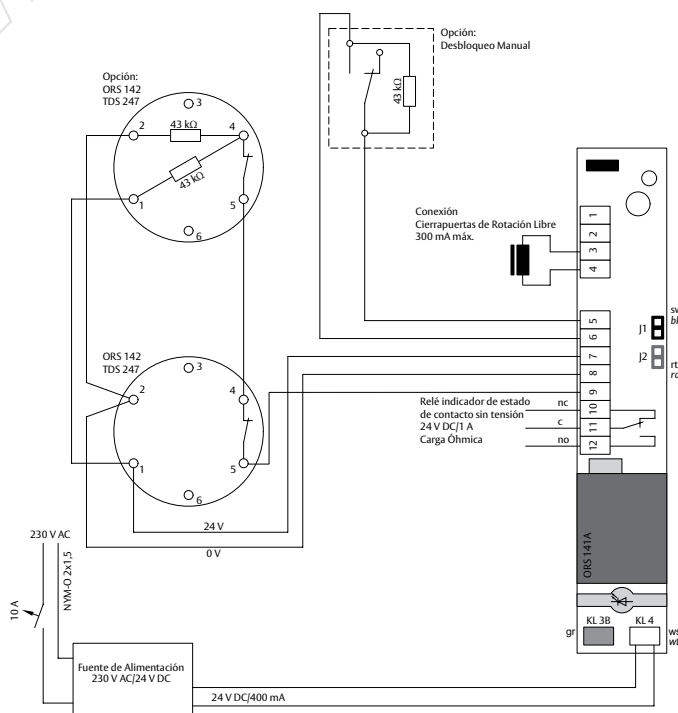 Opción:
Desbloqueo Manual
43 kΩ
Opción:
ORS 142
TDS 247
3
2
43 kΩ
4
43 kΩ
1
5
6
Conexión
Cierrapuertas de Rotación Libre
300 mA máx.
1
2
3
4
5
6
7
8
9
10
11
12
J1
J2
ORS 142
TDS 247
3
2
4
1
5
6
Relé indicador de estado
de contacto sin tensión
24 V DC/1 A
Carga Óhmica
nc
c
no
24 V
0 V
ORS 141A
KL 3B
KL 4
gr
ws
230 V AC
NYM-O 2x1,5
10 A
Fuente de Alimentación
230 V AC/24 V DC
24 V DC/400 mA